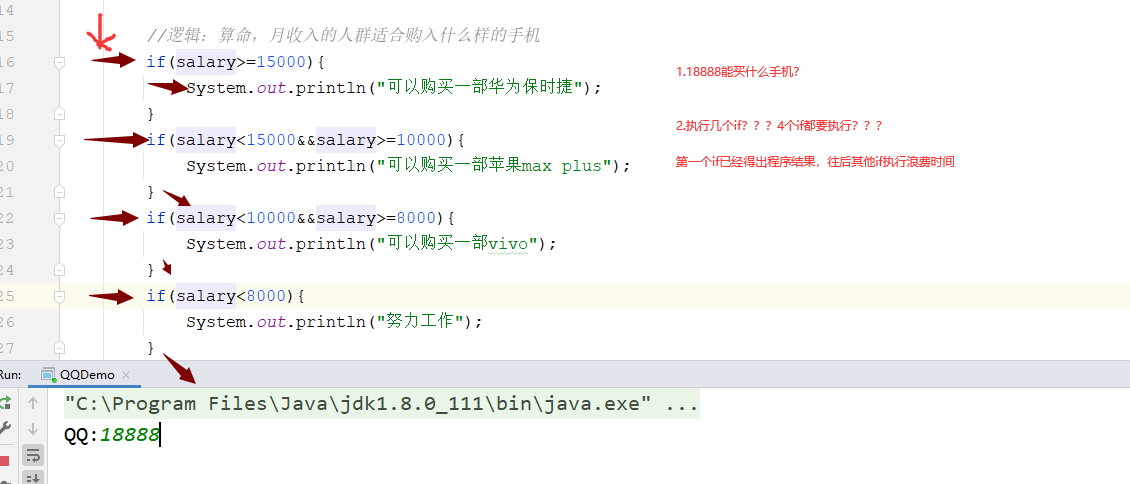 14
15 //逻辑：算命，月收入的人群适合购入什么样的手机
16 if(salary>=15000){
1.18888能买什么手机?
17 System.out.println("可以购买一部华为保时捷");
18 }
2.执行几个if？？？4个if都要执行？？？
19 if(salary<15000&&salary>=10000){
20 System.out.println("可以购买一部苹果max plus");
第一个if已经得出程序结果，往后其他if执行浪费时间
21 }
22 if(salary<10000&&salary>=8000){
23 System.out.println("可以购买一部vivo");
24 }
25 if(salary<8000){
26 System.out.println("努力工作");
27 }
Run: QQDemo ×
"C:\Program Files\Java\jdk1.8.0_111\bin\java.exe" ...
QQ:18888